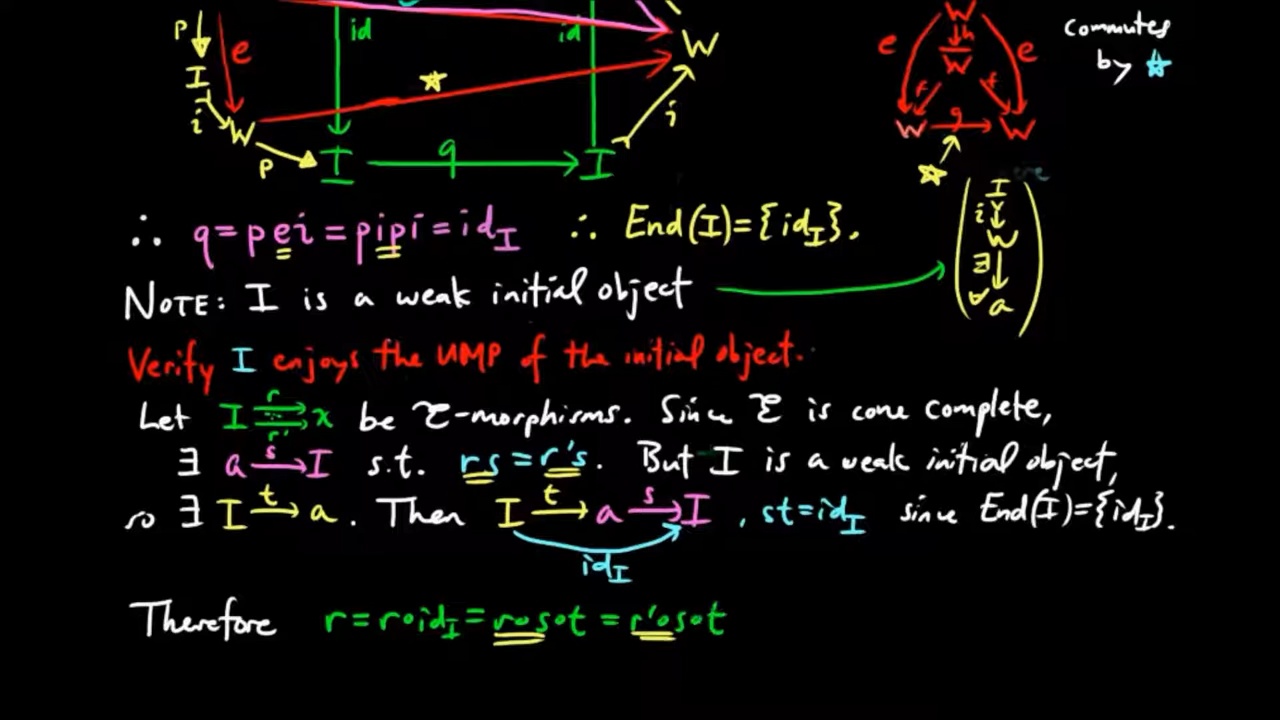 id id
P
e
I W
i W
P I q I i
W
h
W
e e
f f
W g W
commutes
by ☆
∴ q = pei = pipi = id_I ∴ End(I) = {id_I}.
I
i
W
∃
∀a
NOTE: I is a weak initial object
Verify I enjoys the UMP of the initial object.
Let I ⇉ x (r, r') be 𝒞-morphisms. Since 𝒞 is cone complete,
∃ a —s→ I s.t. rs = r's. But I is a weak initial object,
so ∃ I —t→ a. Then I —t→ a —s→ I, st = id_I since End(I) = {id_I}.
id_I
Therefore r = r∘id_I = r∘s∘t = r'∘s∘t